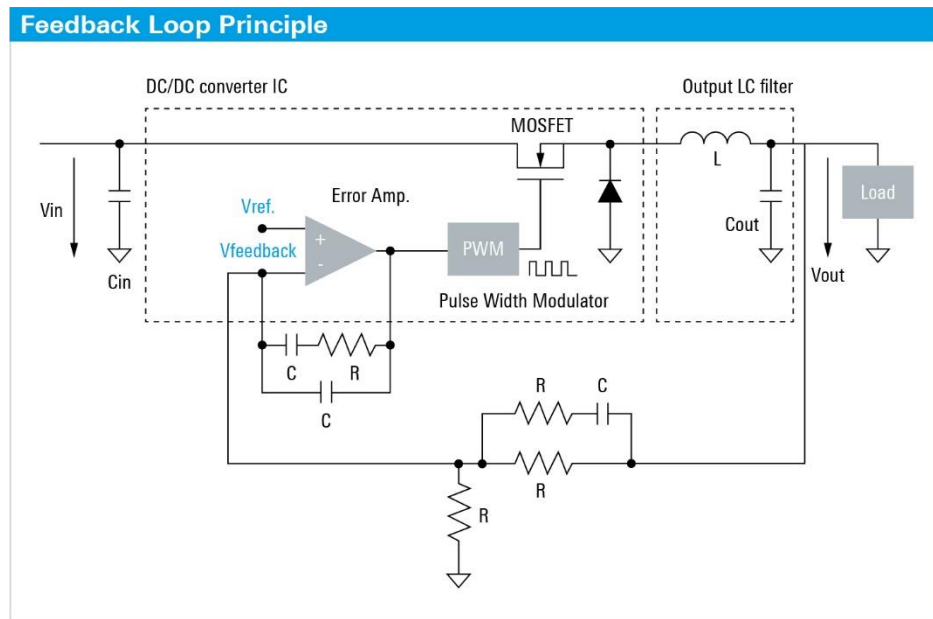 Feedback Loop Principle
DC/DC converter IC
Output LC filter
MOSFET
L
Vin
Error Amp.
Vref.
+
Vfeedback
-
PWM
Cout
Load
Cin
Pulse Width Modulator
Vout
C
R
C
R
C
R
R